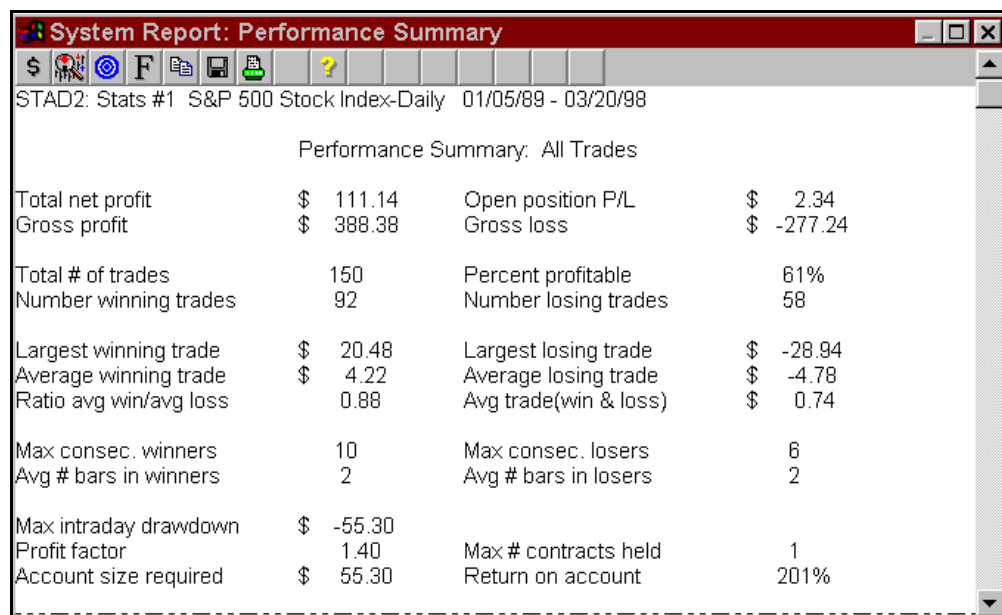 System Report: Performance Summary
$ F ?
STAD2: Stats #1 S&P 500 Stock Index-Daily 01/05/89 - 03/20/98
Performance Summary: All Trades
Total net profit $ 111.14 Open position P/L $ 2.34
Gross profit $ 388.38 Gross loss $ -277.24
Total # of trades 150 Percent profitable 61%
Number winning trades 92 Number losing trades 58
Largest winning trade $ 20.48 Largest losing trade $ -28.94
Average winning trade $ 4.22 Average losing trade $ -4.78
Ratio avg win/avg loss 0.88 Avg trade(win & loss) $ 0.74
Max consec. winners 10 Max consec. losers 6
Avg # bars in winners 2 Avg # bars in losers 2
Max intraday drawdown $ -55.30
Profit factor 1.40 Max # contracts held 1
Account size required $ 55.30 Return on account 201%